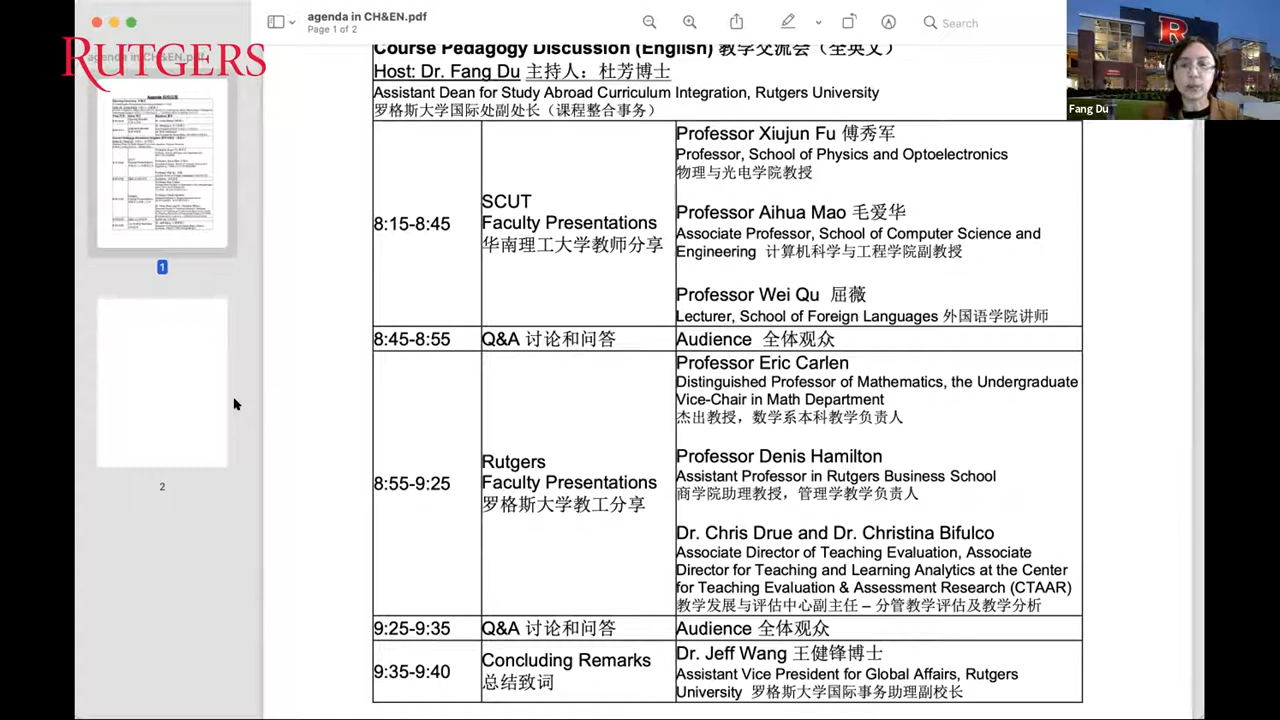 agenda in CH&EN.pdf
Page 1 of 2
Search
RUTGERS
agenda in CH&EN.pdf
R
Fang Du
1
2
Course Pedagogy Discussion (English) 教学交流会（全英文）
Host: Dr. Fang Du 主持人：杜芳博士
Assistant Dean for Study Abroad Curriculum Integration, Rutgers University
罗格斯大学国际处副处长（课程整合事务）
8:15-8:45
SCUT
Faculty Presentations
华南理工大学教师分享
Professor Xiujun Fu 傅秀军
Professor, School of Physics and Optoelectronics
物理与光电学院教授
Professor Aihua Mao 毛爱华
Associate Professor, School of Computer Science and
Engineering 计算机科学与工程学院副教授
Professor Wei Qu 屈薇
Lecturer, School of Foreign Languages 外国语学院讲师
8:45-8:55
Q&A 讨论和问答
Audience 全体观众
8:55-9:25
Rutgers
Faculty Presentations
罗格斯大学教工分享
Professor Eric Carlen
Distinguished Professor of Mathematics, the Undergraduate
Vice-Chair in Math Department
杰出教授，数学系本科教学负责人
Professor Denis Hamilton
Assistant Professor in Rutgers Business School
商学院助理教授，管理学教学负责人
Dr. Chris Drue and Dr. Christina Bifulco
Associate Director of Teaching Evaluation, Associate
Director for Teaching and Learning Analytics at the Center
for Teaching Evaluation & Assessment Research (CTAAR)
教学发展与评估中心副主任 – 分管教学评估及教学分析
9:25-9:35
Q&A 讨论和问答
Audience 全体观众
9:35-9:40
Concluding Remarks
总结致词
Dr. Jeff Wang 王健锋博士
Assistant Vice President for Global Affairs, Rutgers
University 罗格斯大学国际事务助理副校长